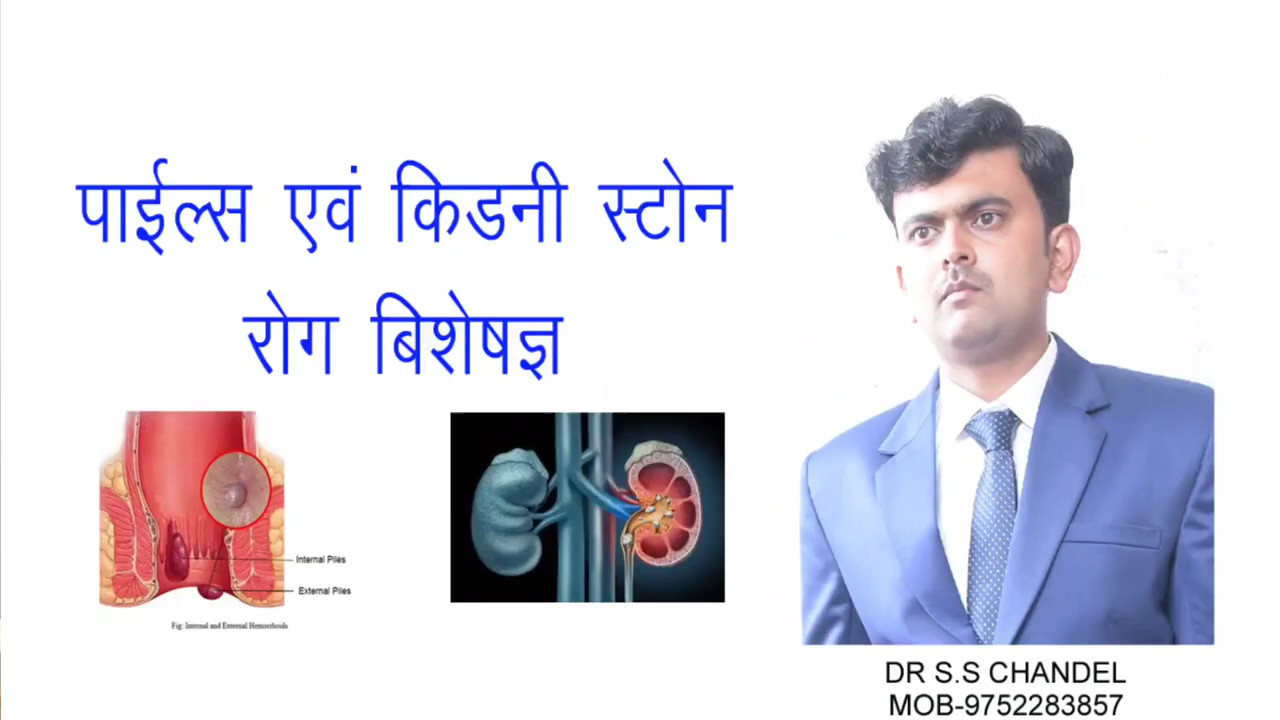 पाईल्स एवं किडनी स्टोन
रोग बिशेषज्ञ
Internal Piles
External Piles
Fig: Internal and External Hemorrhoids
DR S.S CHANDEL
MOB-9752283857